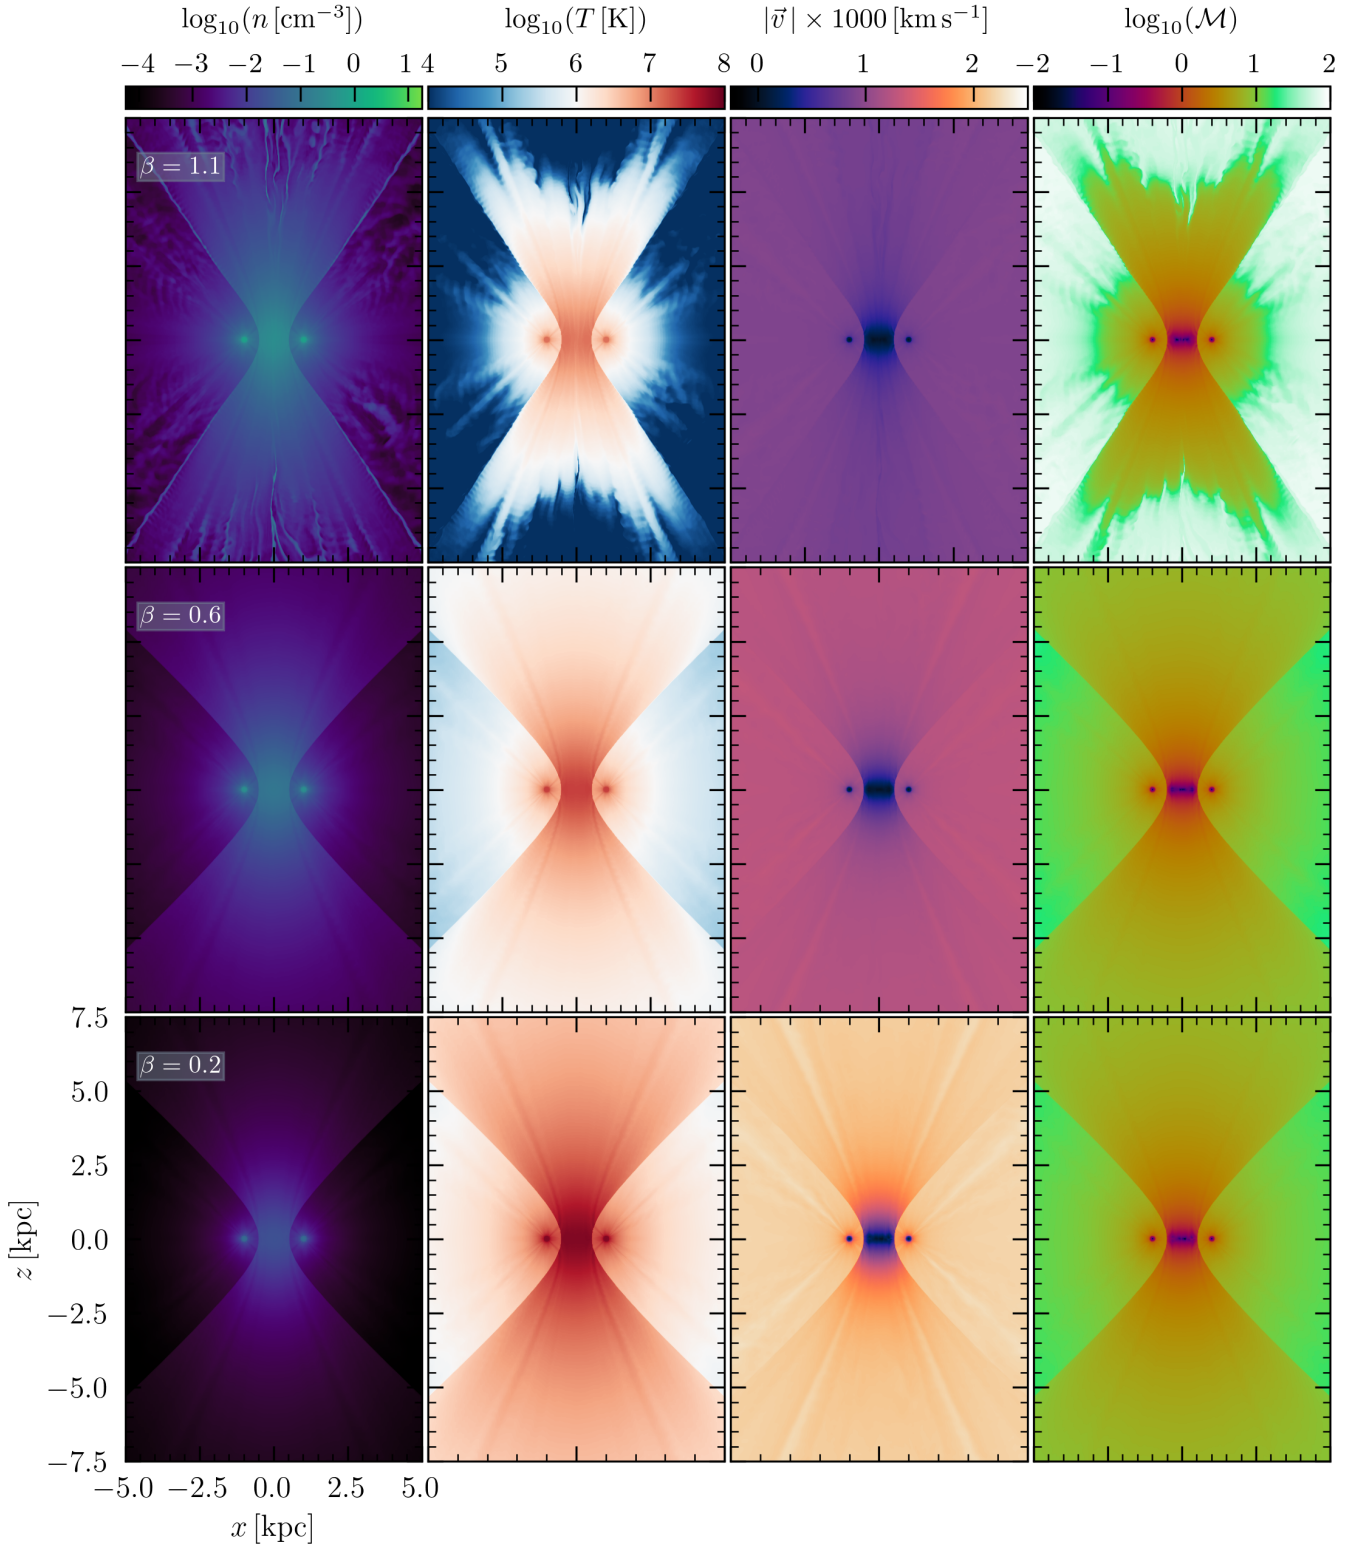 log₁₀(n [cm⁻³]) log₁₀(T [K]) |v⃗| × 1000 [km s⁻¹] log₁₀(ℳ)
−4 −3 −2 −1 0 1 4 5 6 7 8 0 1 2 −2 −1 0 1 2
β = 1.1
β = 0.6
β = 0.2
7.5
5.0
2.5
0.0
−2.5
−5.0
−7.5
z [kpc]
−5.0 −2.5 0.0 2.5 5.0
x [kpc]